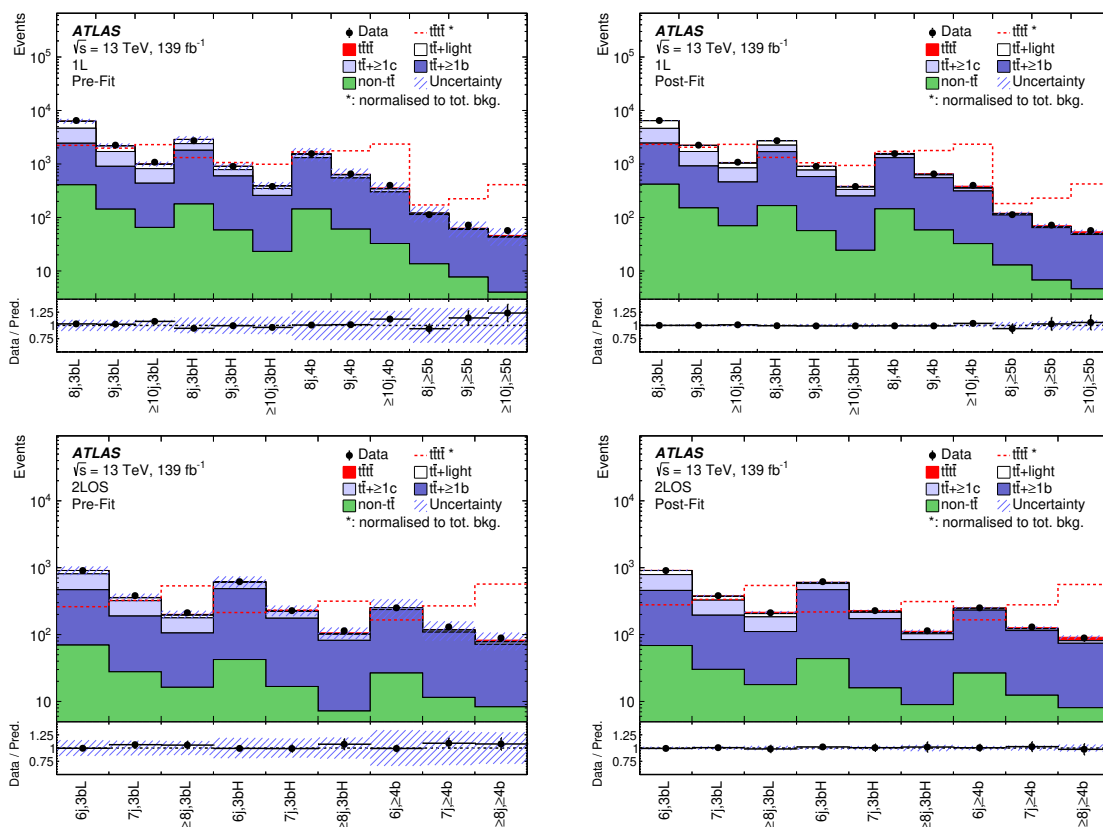 Events
10⁵
10⁴
10³
10²
10
ATLAS
√s = 13 TeV, 139 fb⁻¹
1L
Pre-Fit
Data
tt̄tt̄ *
tt̄tt̄
tt̄+light
tt̄+≥1c
tt̄+≥1b
non-tt̄
Uncertainty
*: normalised to tot. bkg.
Data / Pred.
1.25
1
0.75
8j,3bL
9j,3bL
≥10j,3bL
8j,3bH
9j,3bH
≥10j,3bH
8j,4b
9j,4b
≥10j,4b
8j,≥5b
9j,≥5b
≥10j,≥5b
Events
10⁵
10⁴
10³
10²
10
ATLAS
√s = 13 TeV, 139 fb⁻¹
1L
Post-Fit
Data
tt̄tt̄ *
tt̄tt̄
tt̄+light
tt̄+≥1c
tt̄+≥1b
non-tt̄
Uncertainty
*: normalised to tot. bkg.
Data / Pred.
1.25
1
0.75
8j,3bL
9j,3bL
≥10j,3bL
8j,3bH
9j,3bH
≥10j,3bH
8j,4b
9j,4b
≥10j,4b
8j,≥5b
9j,≥5b
≥10j,≥5b
Events
10⁴
10³
10²
10
ATLAS
√s = 13 TeV, 139 fb⁻¹
2LOS
Pre-Fit
Data
tt̄tt̄ *
tt̄tt̄
tt̄+light
tt̄+≥1c
tt̄+≥1b
non-tt̄
Uncertainty
*: normalised to tot. bkg.
Data / Pred.
1.25
1
0.75
6j,3bL
7j,3bL
≥8j,3bL
6j,3bH
7j,3bH
≥8j,3bH
6j,≥4b
7j,≥4b
≥8j,≥4b
Events
10⁴
10³
10²
10
ATLAS
√s = 13 TeV, 139 fb⁻¹
2LOS
Post-Fit
Data
tt̄tt̄ *
tt̄tt̄
tt̄+light
tt̄+≥1c
tt̄+≥1b
non-tt̄
Uncertainty
*: normalised to tot. bkg.
Data / Pred.
1.25
1
0.75
6j,3bL
7j,3bL
≥8j,3bL
6j,3bH
7j,3bH
≥8j,3bH
6j,≥4b
7j,≥4b
≥8j,≥4b